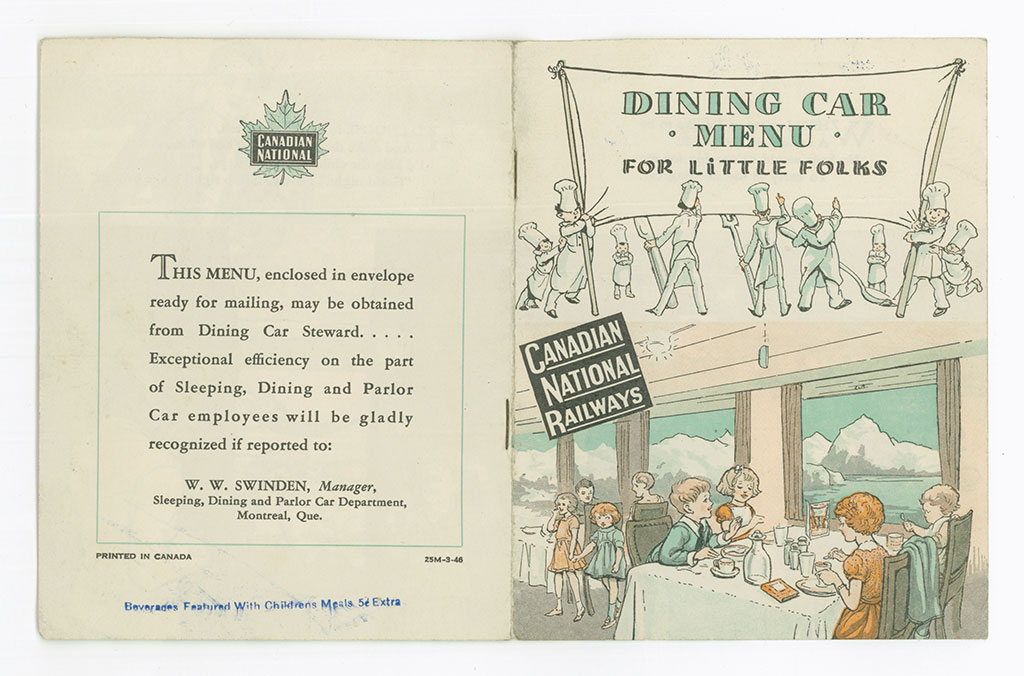 CANADIAN
NATIONAL
THIS MENU, enclosed in envelope
ready for mailing, may be obtained
from Dining Car Steward. . . . .
Exceptional efficiency on the part
of Sleeping, Dining and Parlor
Car employees will be gladly
recognized if reported to:
W. W. SWINDEN, Manager,
Sleeping, Dining and Parlor Car Department,
Montreal, Que.
PRINTED IN CANADA
25M-3-46
Beverages Featured With Childrens Meals 5¢ Extra
DINING CAR
· MENU ·
FOR LiTTLE FOLKS
CANADIAN
NATIONAL
RAILWAYS